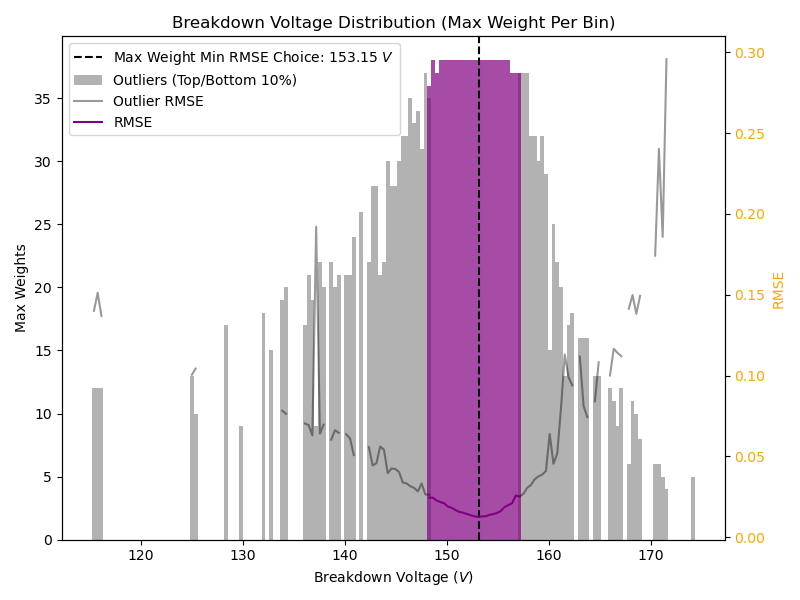 Breakdown Voltage Distribution (Max Weight Per Bin)
Max Weight Min RMSE Choice: 153.15 V
Outliers (Top/Bottom 10%)
Outlier RMSE
RMSE
Max Weights
0
5
10
15
20
25
30
35
RMSE
0.00
0.05
0.10
0.15
0.20
0.25
0.30
120 130 140 150 160 170
Breakdown Voltage (V)